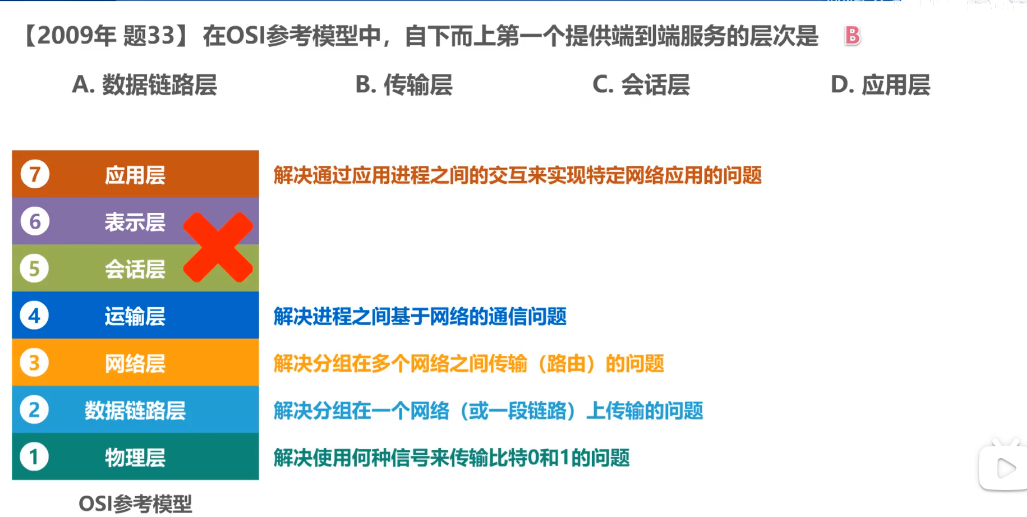 【2009年 题33】在OSI参考模型中，自下而上第一个提供端到端服务的层次是 B
A. 数据链路层 B. 传输层 C. 会话层 D. 应用层
7 应用层 解决通过应用进程之间的交互来实现特定网络应用的问题
6 表示层
5 会话层
4 运输层 解决进程之间基于网络的通信问题
3 网络层 解决分组在多个网络之间传输（路由）的问题
2 数据链路层 解决分组在一个网络（或一段链路）上传输的问题
1 物理层 解决使用何种信号来传输比特0和1的问题
OSI参考模型